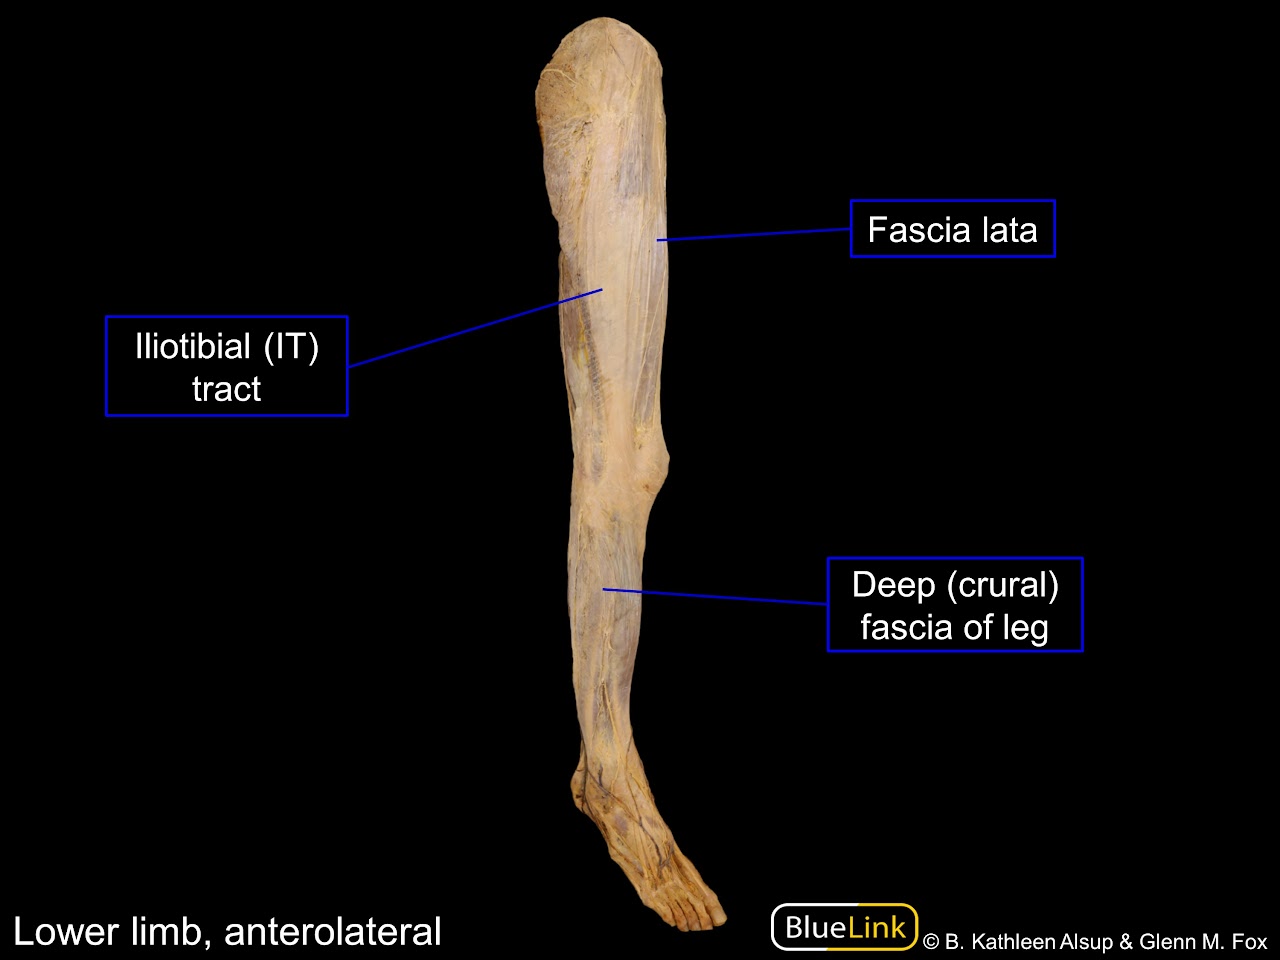 Fascia lata
Iliotibial (IT)
tract
Deep (crural)
fascia of leg
Lower limb, anterolateral
BlueLink
© B. Kathleen Alsup & Glenn M. Fox